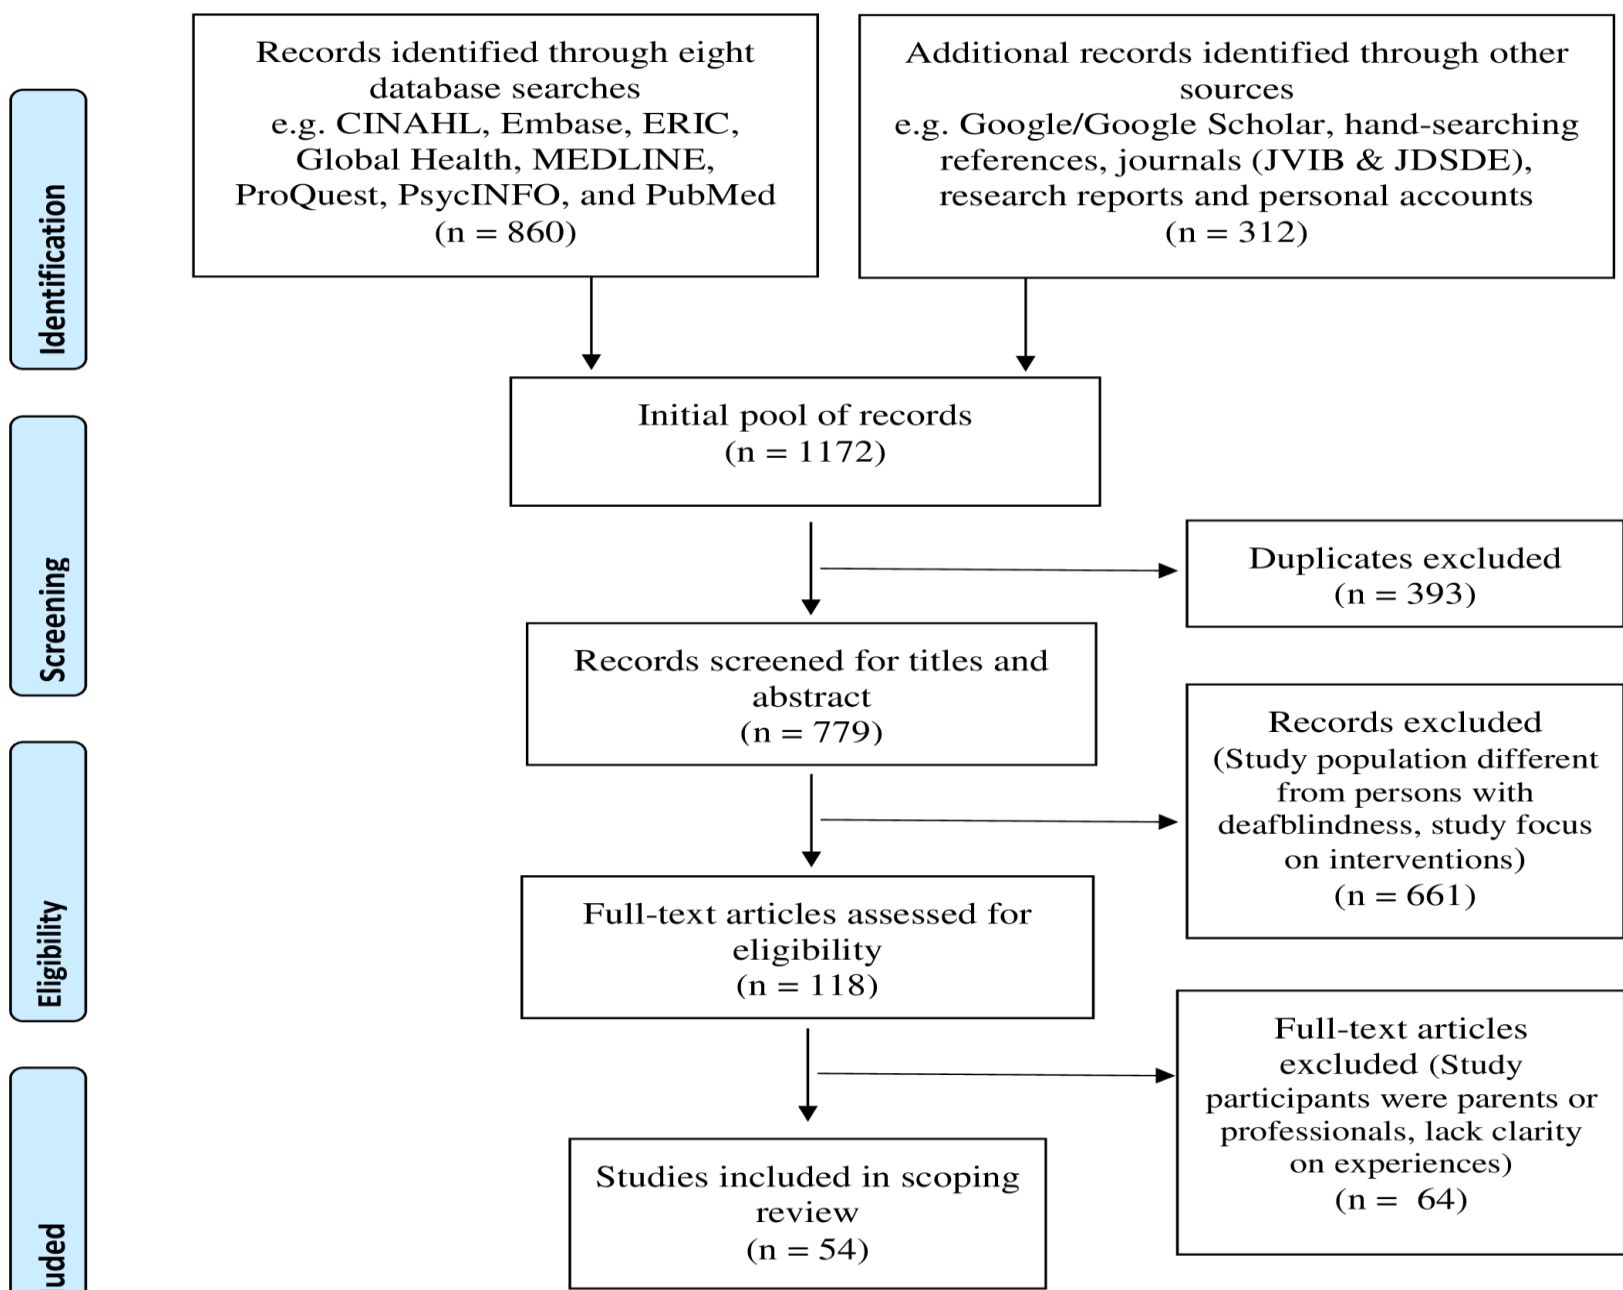 Records identified through eight
database searches
e.g. CINAHL, Embase, ERIC,
Global Health, MEDLINE,
ProQuest, PsycINFO, and PubMed
(n = 860)
Additional records identified through other
sources
e.g. Google/Google Scholar, hand-searching
references, journals (JVIB & JDSDE),
research reports and personal accounts
(n = 312)
Identification
Initial pool of records
(n = 1172)
Screening
Duplicates excluded
(n = 393)
Records screened for titles and
abstract
(n = 779)
Records excluded
(Study population different
from persons with
deafblindness, study focus
on interventions)
(n = 661)
Eligibility
Full-text articles assessed for
eligibility
(n = 118)
Full-text articles
excluded (Study
participants were parents or
professionals, lack clarity
on experiences)
(n = 64)
Studies included in scoping
review
(n = 54)
uded